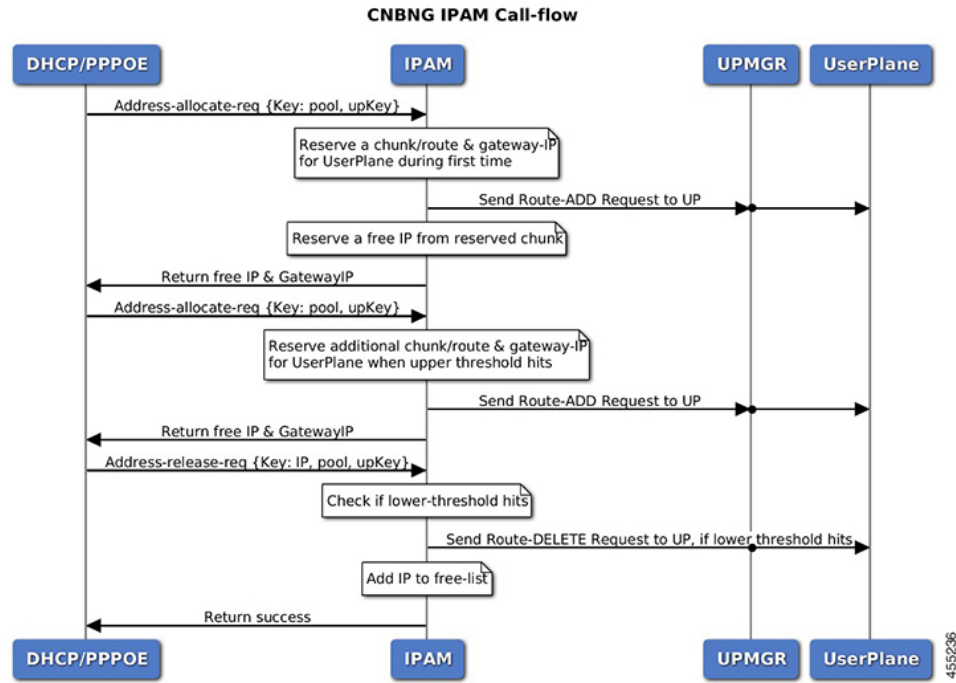 CNBNG IPAM Call-flow
DHCP/PPPOE IPAM UPMGR UserPlane
Address-allocate-req {Key: pool, upKey}
Reserve a chunk/route & gateway-IP
for UserPlane during first time
Send Route-ADD Request to UP
Reserve a free IP from reserved chunk
Return free IP & GatewayIP
Address-allocate-req {Key: pool, upKey}
Reserve additional chunk/route & gateway-IP
for UserPlane when upper threshold hits
Send Route-ADD Request to UP
Return free IP & GatewayIP
Address-release-req {Key: IP, pool, upKey}
Check if lower-threshold hits
Send Route-DELETE Request to UP, if lower threshold hits
Add IP to free-list
Return success
DHCP/PPPOE IPAM UPMGR UserPlane
455236